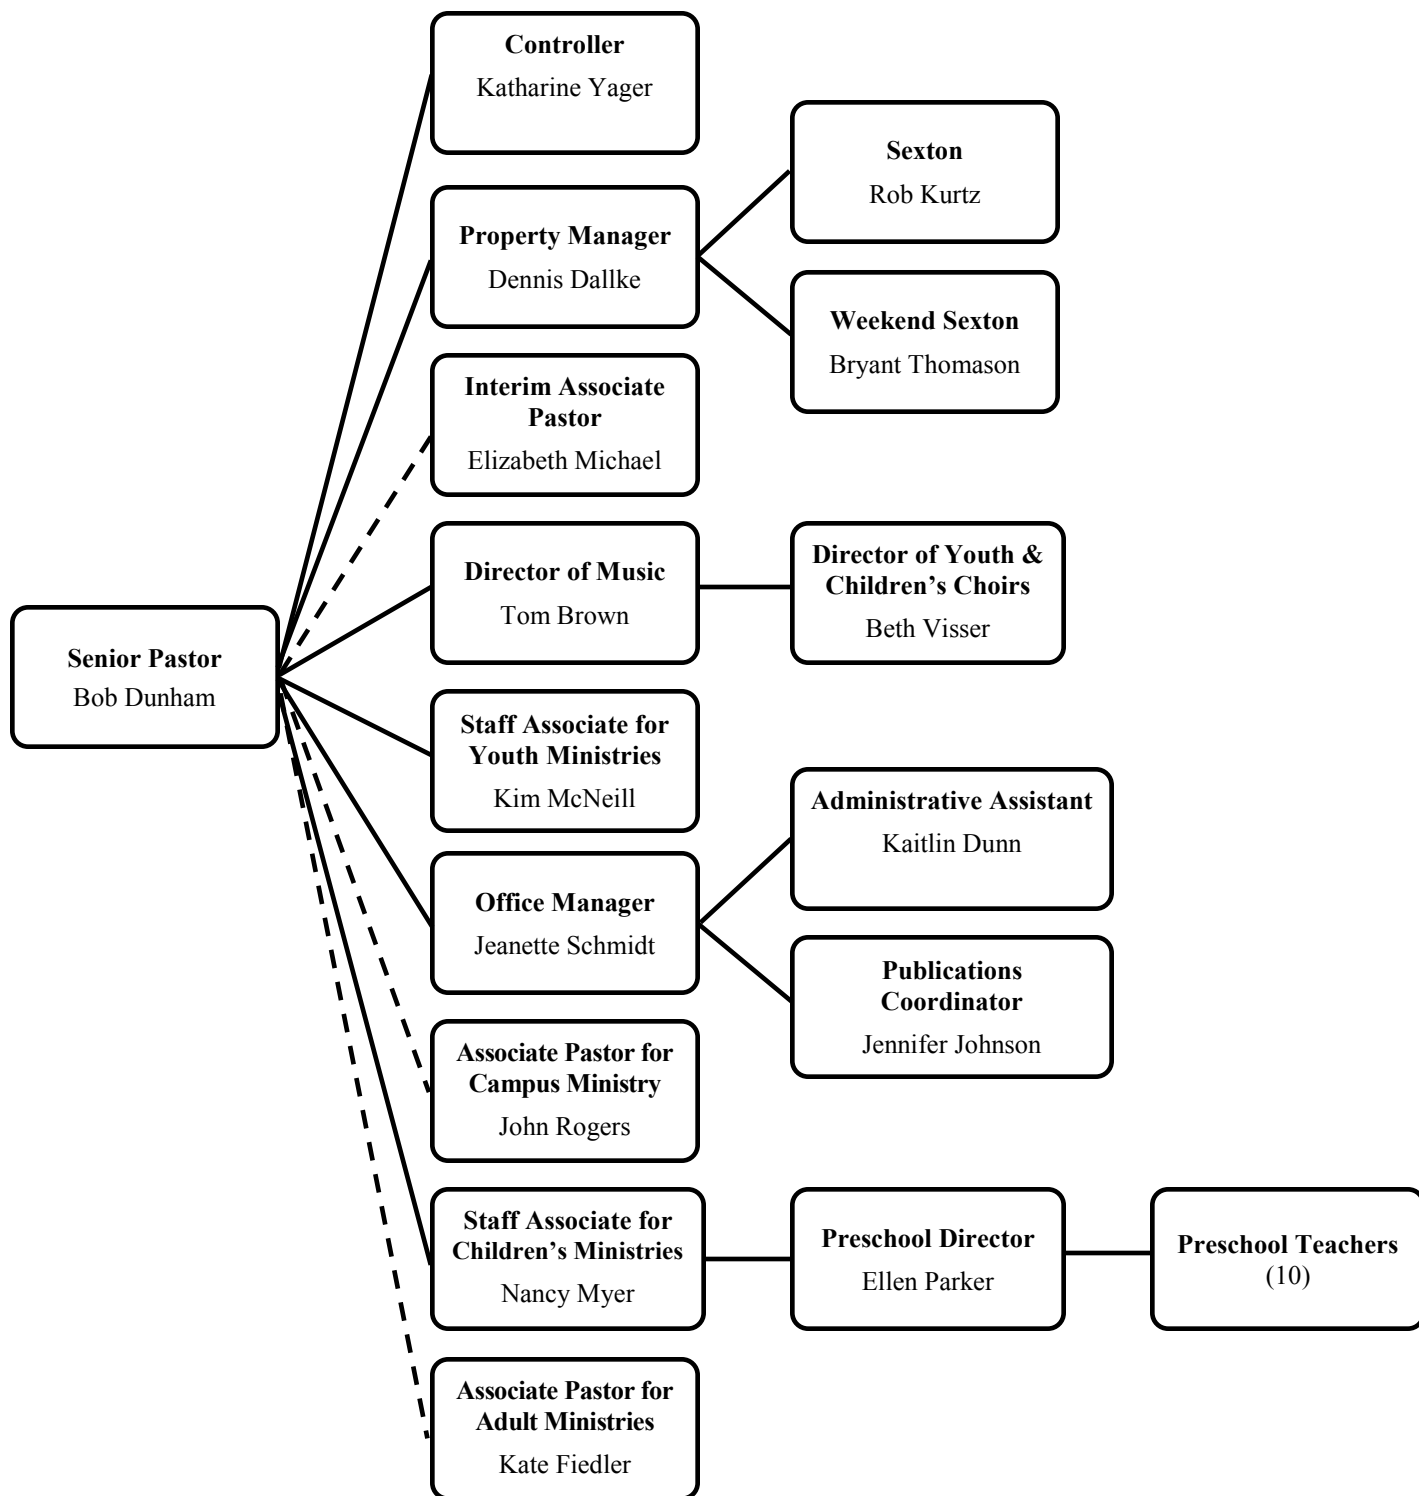 Controller
Katharine Yager
Sexton
Rob Kurtz
Property Manager
Dennis Dallke
Weekend Sexton
Bryant Thomason
Interim Associate
Pastor
Elizabeth Michael
Director of Music
Tom Brown
Director of Youth &
Children’s Choirs
Beth Visser
Senior Pastor
Bob Dunham
Staff Associate for
Youth Ministries
Kim McNeill
Administrative Assistant
Kaitlin Dunn
Office Manager
Jeanette Schmidt
Publications
Coordinator
Jennifer Johnson
Associate Pastor for
Campus Ministry
John Rogers
Staff Associate for
Children’s Ministries
Nancy Myer
Preschool Director
Ellen Parker
Preschool Teachers
(10)
Associate Pastor for
Adult Ministries
Kate Fiedler